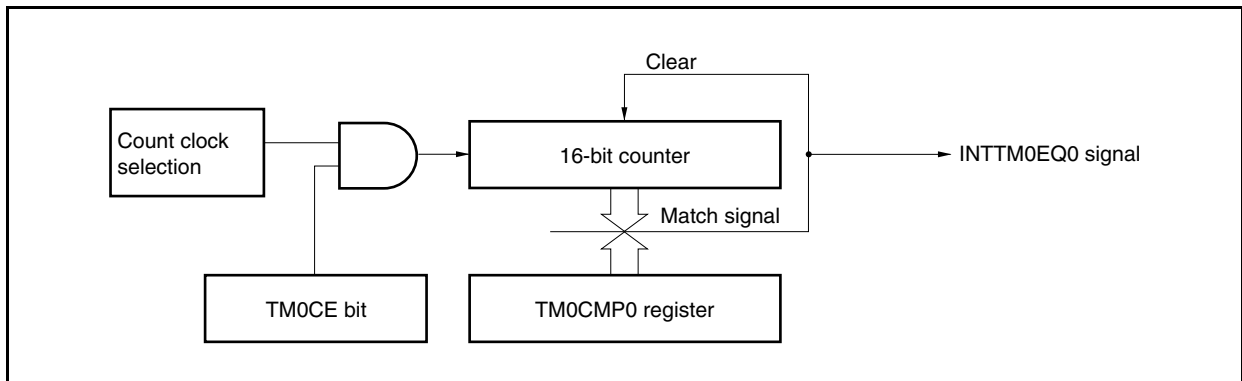 Clear
Count clock
selection
16-bit counter
INTTM0EQ0 signal
Match signal
TM0CE bit
TM0CMP0 register